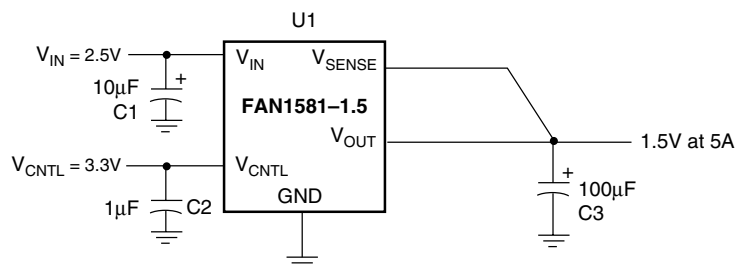 U1
V_IN = 2.5V
V_IN
V_SENSE
10μF
+
C1
FAN1581–1.5
V_OUT
1.5V at 5A
V_CNTL = 3.3V
V_CNTL
+
100μF
C3
1μF
C2
GND